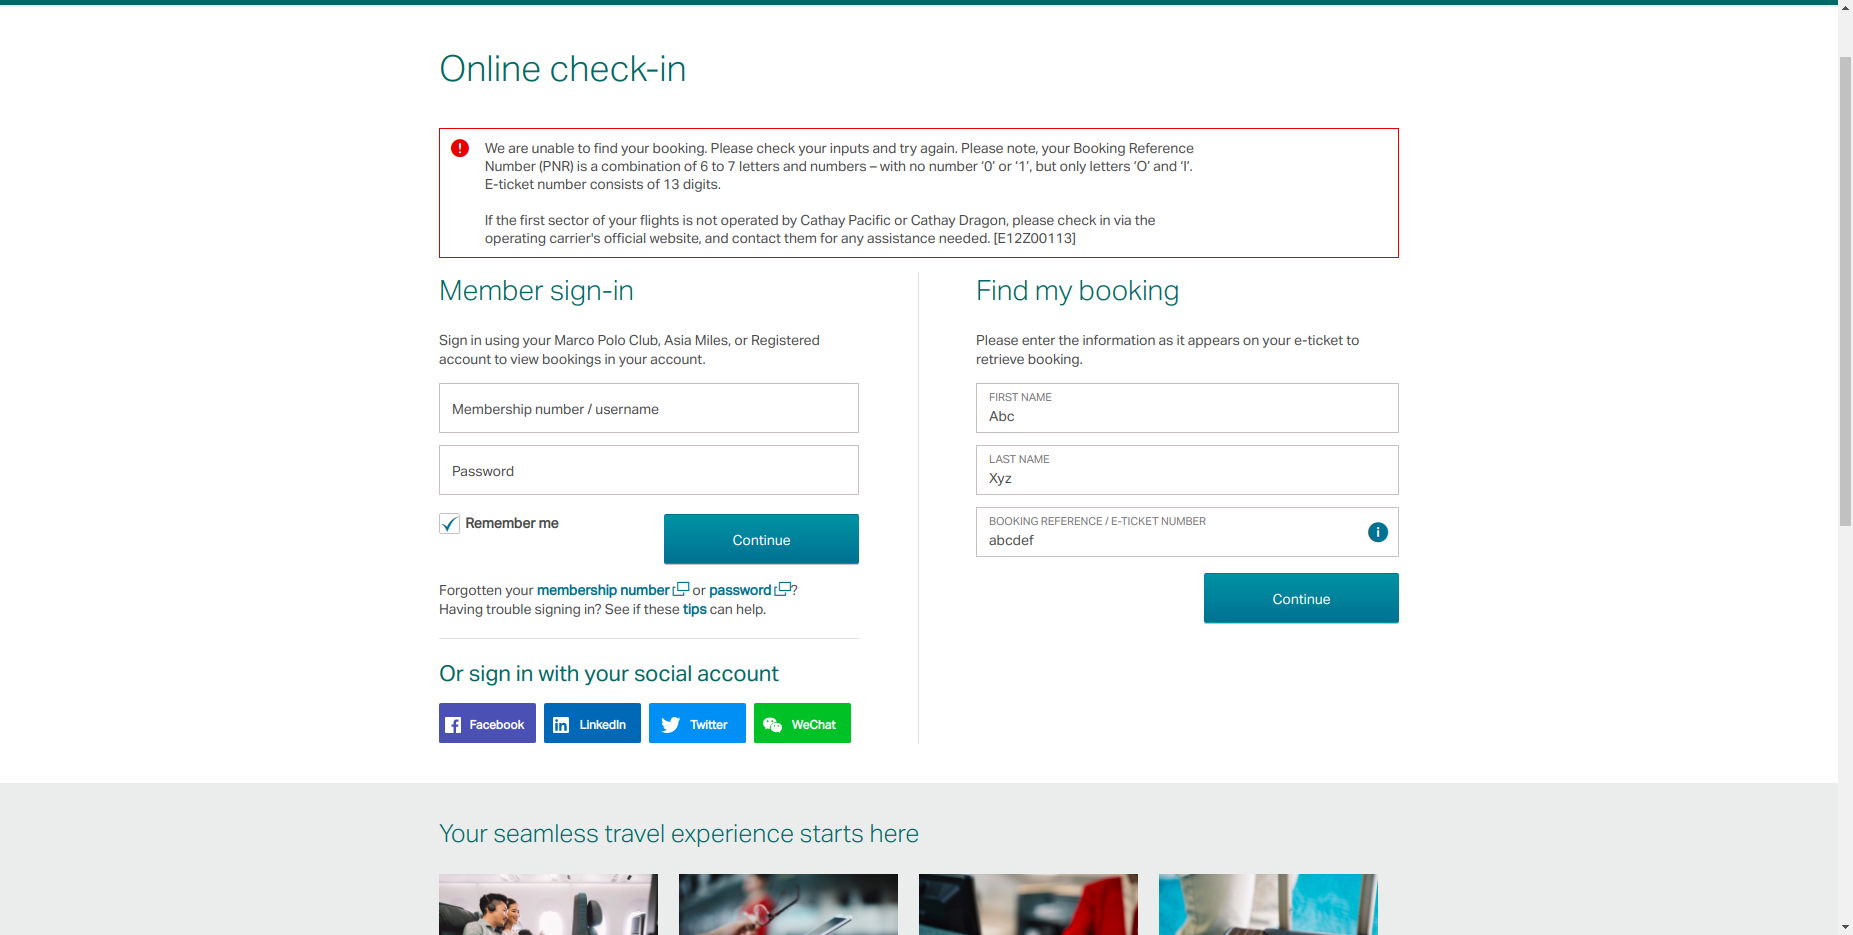 Online check-in
We are unable to find your booking. Please check your inputs and try again. Please note, your Booking Reference
Number (PNR) is a combination of 6 to 7 letters and numbers – with no number ‘0’ or ‘1’, but only letters ‘O’ and ‘I’.
E-ticket number consists of 13 digits.
If the first sector of your flights is not operated by Cathay Pacific or Cathay Dragon, please check in via the
operating carrier's official website, and contact them for any assistance needed. [E12Z00113]
Member sign-in
Sign in using your Marco Polo Club, Asia Miles, or Registered
account to view bookings in your account.
Membership number / username
Password
Remember me
Continue
Forgotten your membership number or password ?
Having trouble signing in? See if these tips can help.
Or sign in with your social account
Facebook
LinkedIn
Twitter
WeChat
Find my booking
Please enter the information as it appears on your e-ticket to
retrieve booking.
FIRST NAME
Abc
LAST NAME
Xyz
BOOKING REFERENCE / E-TICKET NUMBER
abcdef
Continue
Your seamless travel experience starts here